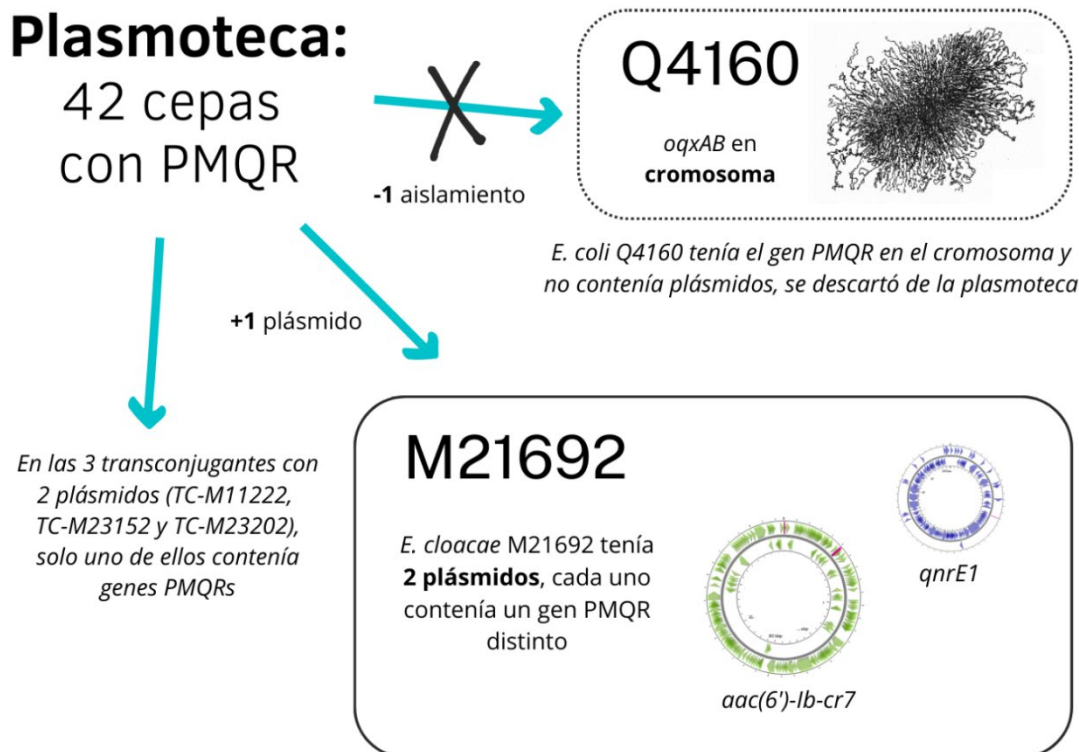 Plasmoteca:
42 cepas
con PMQR
-1 aislamiento
Q4160
oqxAB en
cromosoma
E. coli Q4160 tenía el gen PMQR en el cromosoma y
no contenía plásmidos, se descartó de la plasmoteca
+1 plásmido
En las 3 transconjugantes con
2 plásmidos (TC-M11222,
TC-M23152 y TC-M23202),
solo uno de ellos contenía
genes PMQRs
M21692
E. cloacae M21692 tenía
2 plásmidos, cada uno
contenía un gen PMQR
distinto
qnrE1
aac(6')-Ib-cr7